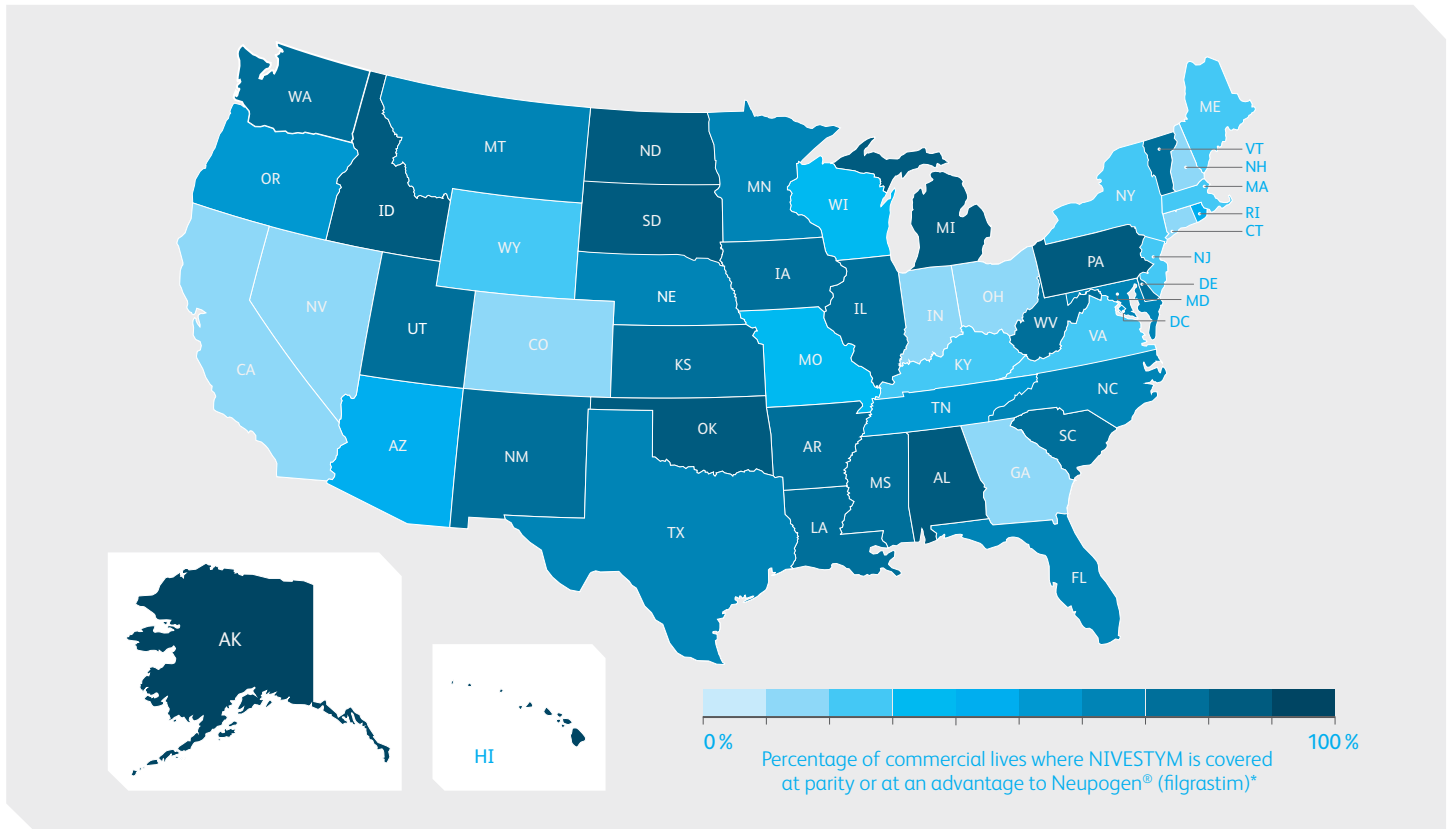 ME
WA
VT
MT
ND
NH
OR
MN
MA
NY
WI
ID
RI
SD
MI
CT
WY
NJ
PA
IA
DE
NE
OH
MD
NV
IL
IN
DC
UT
WV
VA
CO
MO
KS
KY
CA
NC
TN
OK
SC
AZ
AR
NM
GA
AL
MS
LA
TX
FL
AK
HI
0 % 100 %
Percentage of commercial lives where NIVESTYM is covered
at parity or at an advantage to Neupogen® (filgrastim)*